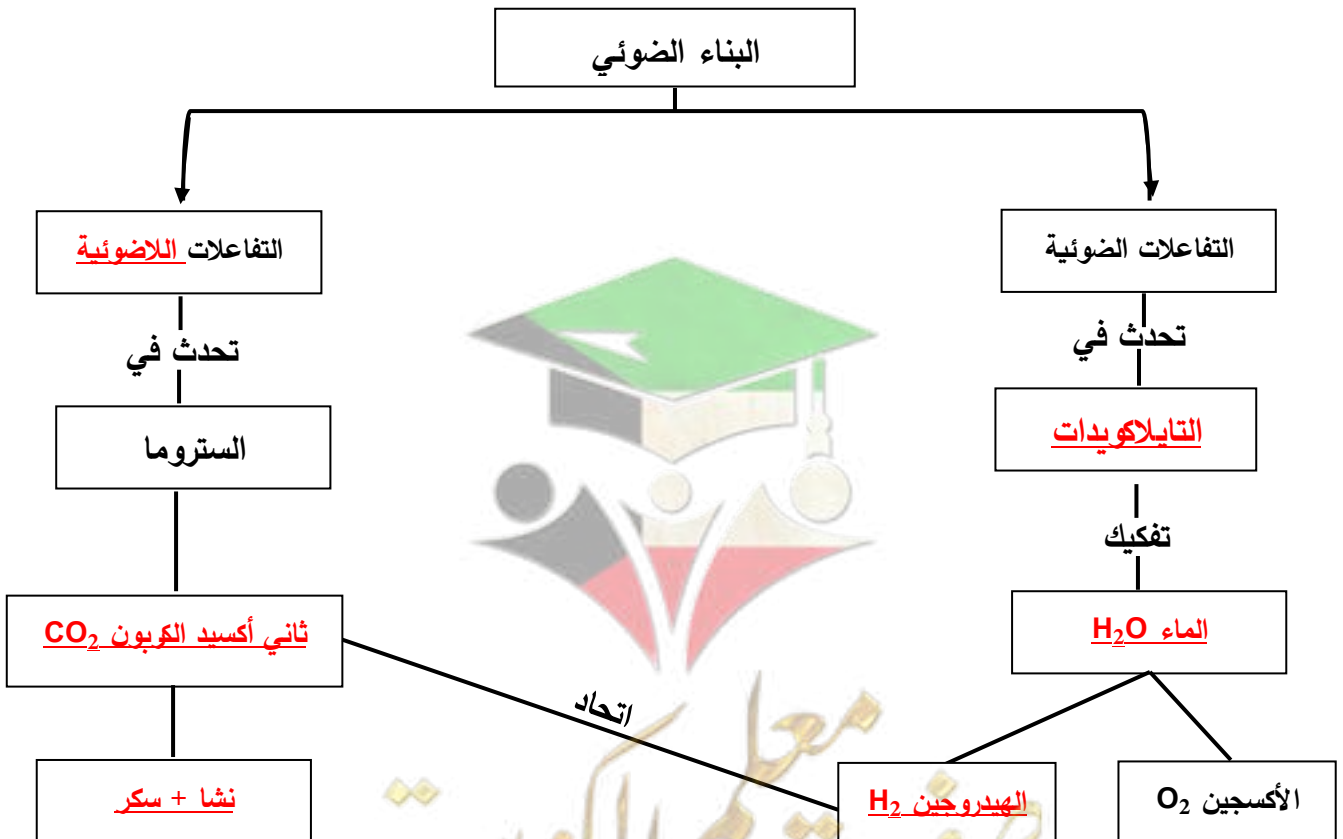 البناء الضوئي
التفاعلات الضوئية
التفاعلات اللاضوئية
تحدث في
تحدث في
التايلاكويدات
الستروما
تفكيك
الماء H₂O
ثاني أكسيد الكربون CO₂
اتحاد
الأكسجين O₂
الهيدروجين H₂
نشا + سكر